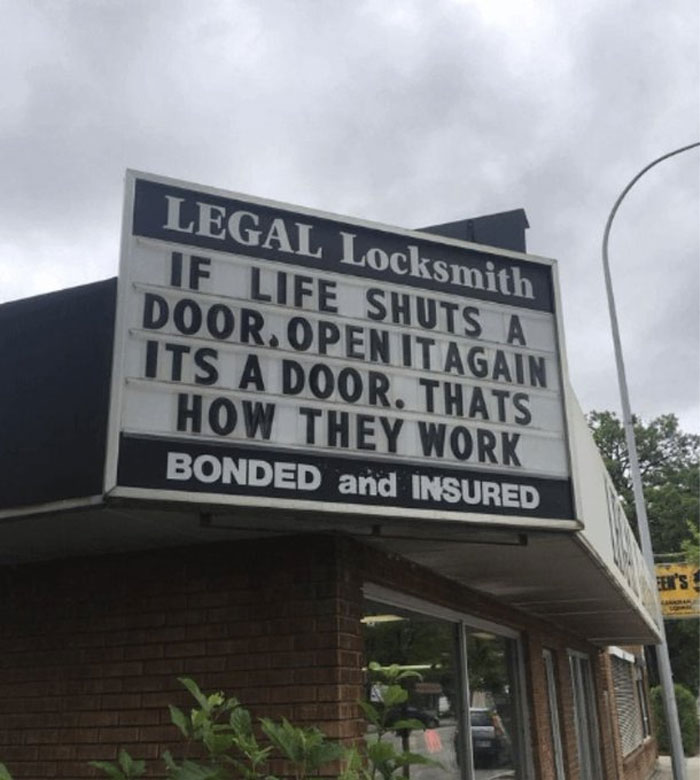 LEGAL Locksmith
IF LIFE SHUTS A
DOOR. OPEN IT AGAIN
ITS A DOOR. THATS
HOW THEY WORK
BONDED and INSURED